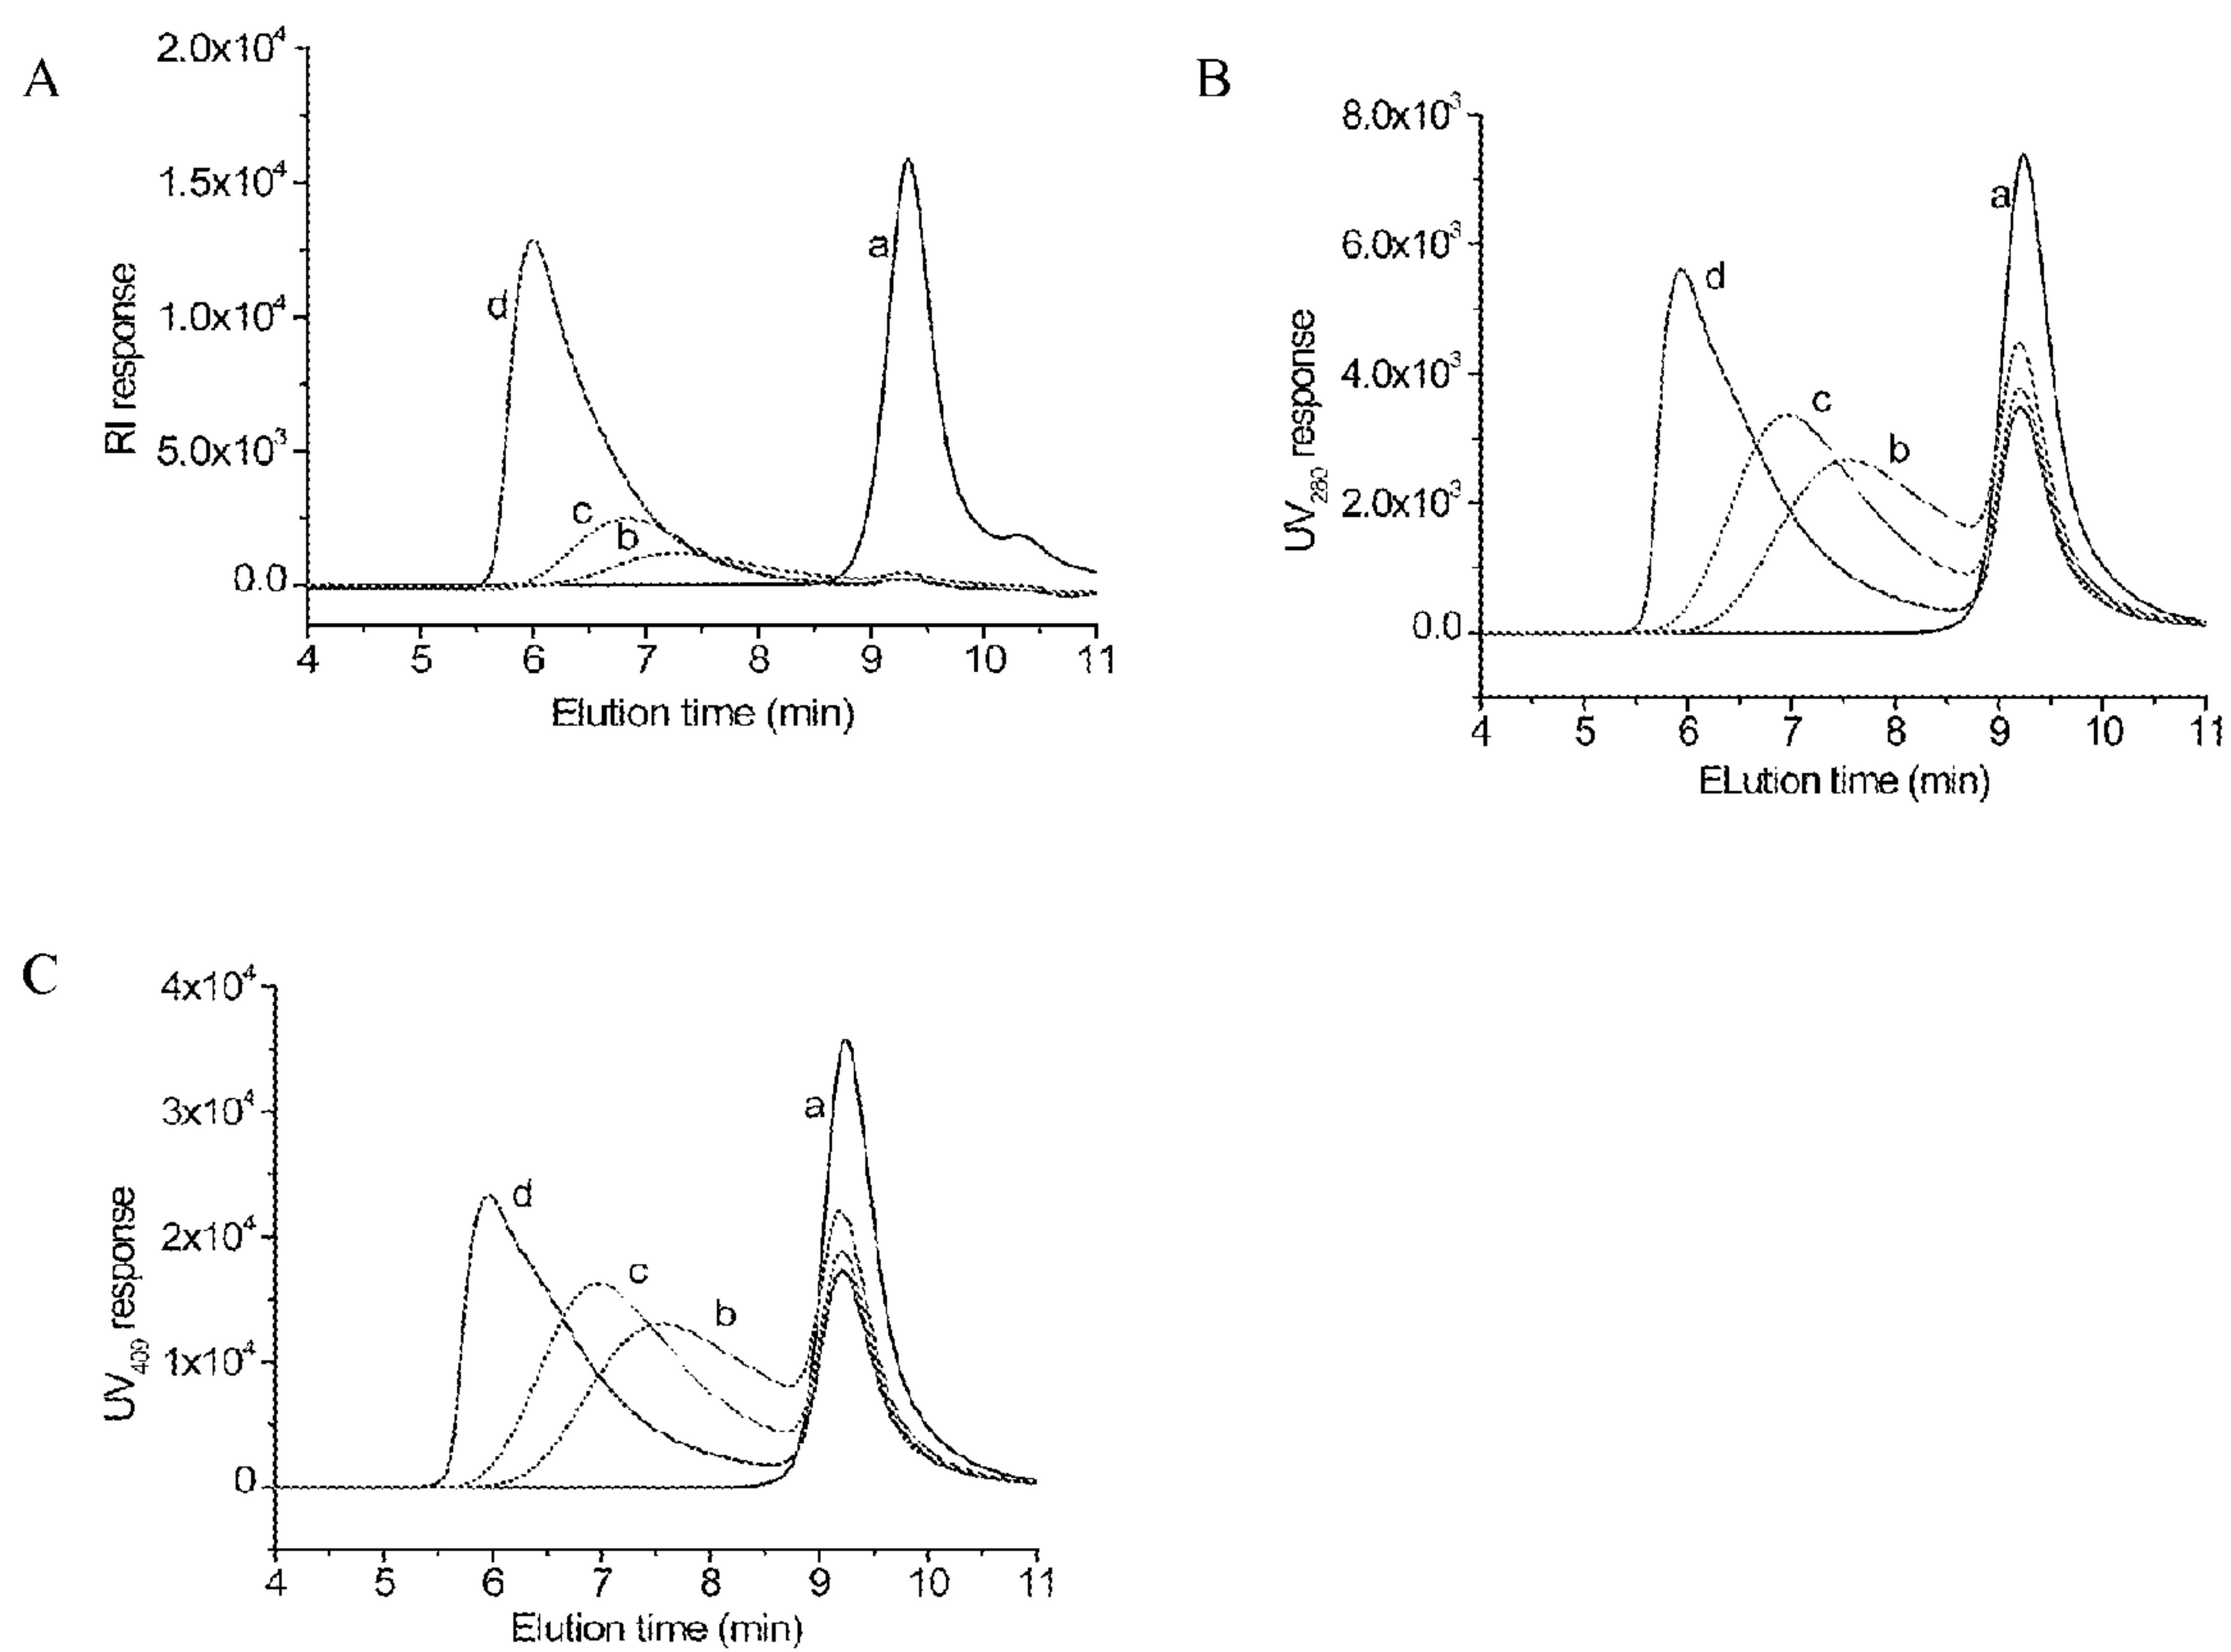 A
2.0x10⁴
1.5x10⁴
1.0x10⁴
5.0x10³
0.0
RI response
a
d
c
b
4 5 6 7 8 9 10 11
Elution time (min)
B
8.0x10³
6.0x10³
4.0x10³
2.0x10³
0.0
UV₂₈₀ response
a
d
c
b
4 5 6 7 8 9 10 11
ELution time (min)
C
4x10⁴
3x10⁴
2x10⁴
1x10⁴
0
UV₄₀₉ response
a
d
c
b
4 5 6 7 8 9 10 11
Elution time (min)